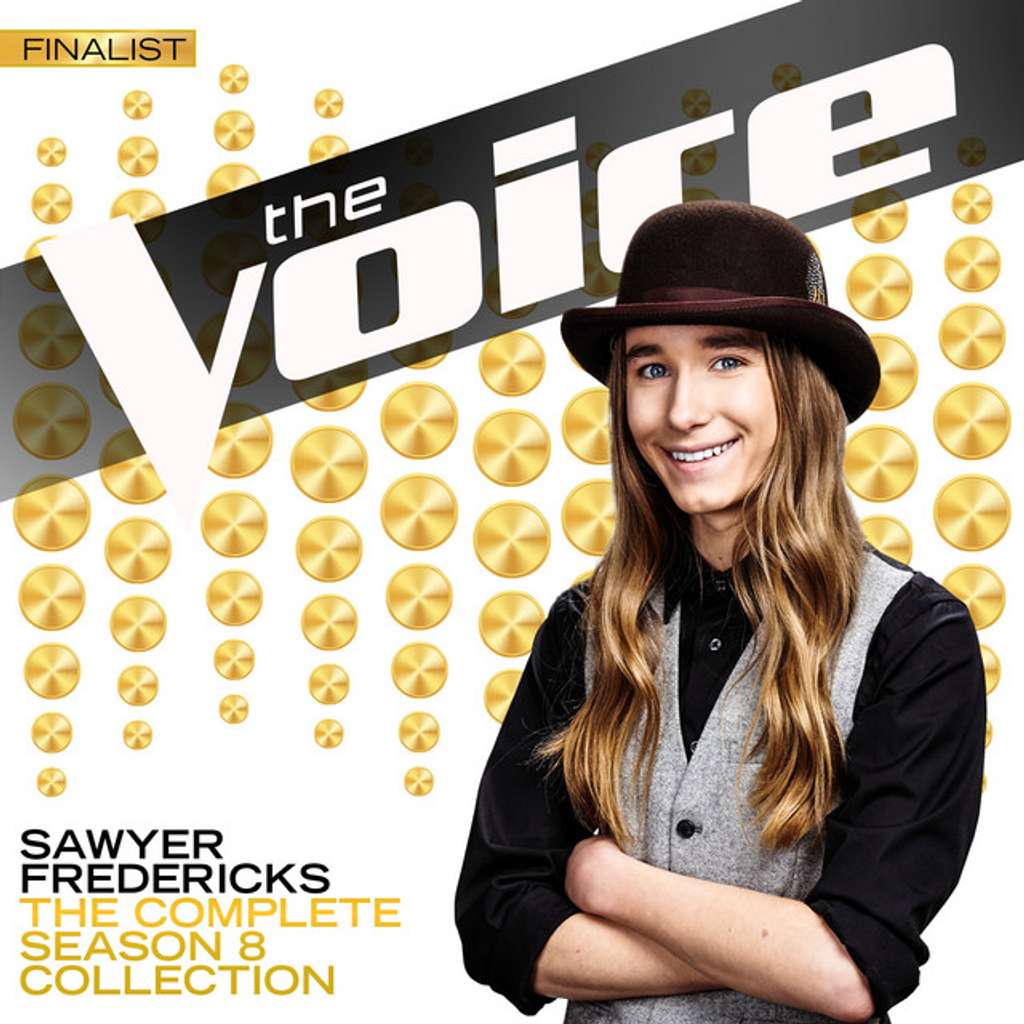 FINALIST
the
Voice
SAWYER
FREDERICKS
THE COMPLETE
SEASON 8
COLLECTION